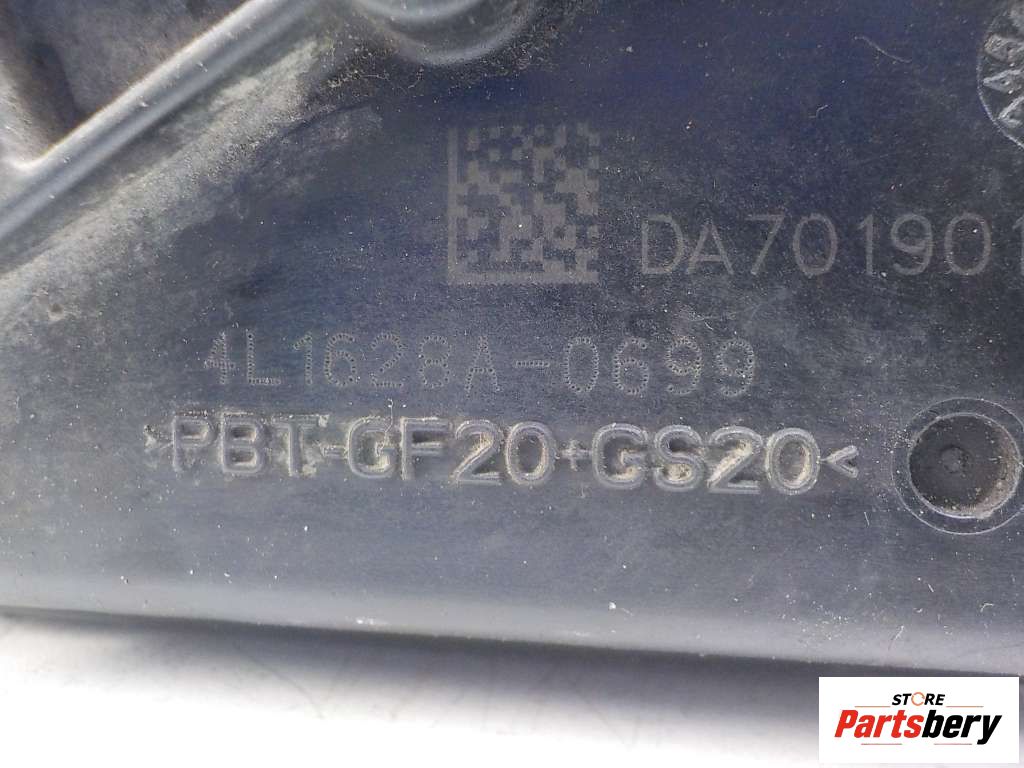 DA701901
4L1628A-0699
>PBT-GF20+GS20<
STORE
Partsbery